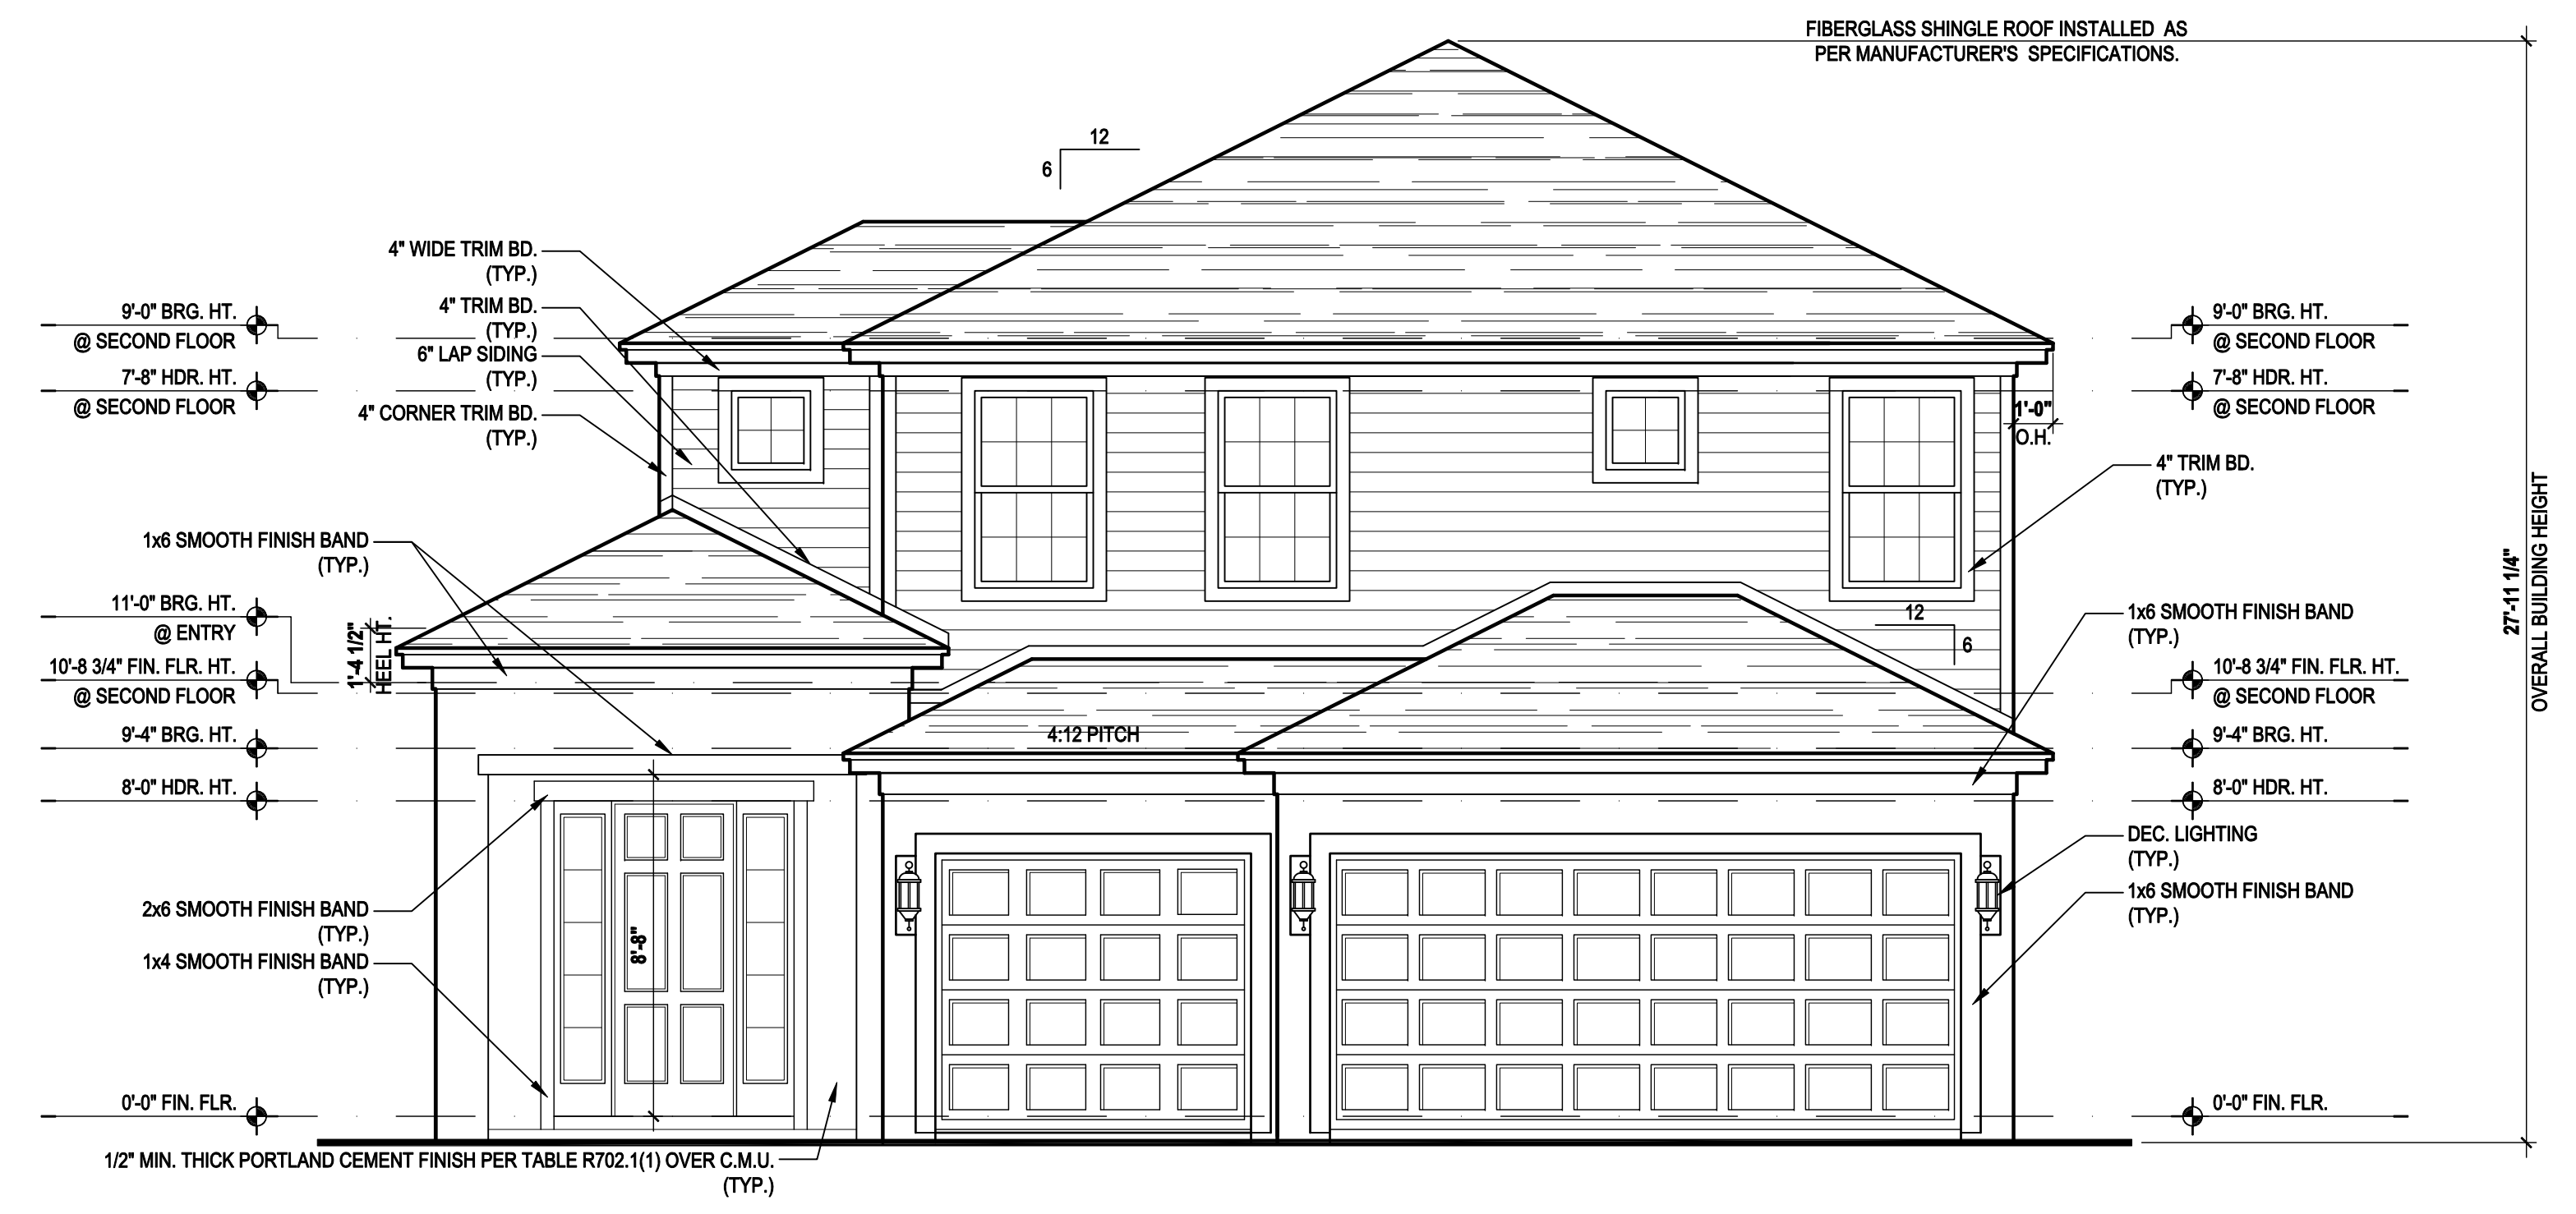 FIBERGLASS SHINGLE ROOF INSTALLED AS
PER MANUFACTURER'S SPECIFICATIONS.
12
6
4" WIDE TRIM BD.
(TYP.)
4" TRIM BD.
(TYP.)
6" LAP SIDING
(TYP.)
4" CORNER TRIM BD.
(TYP.)
9'-0" BRG. HT.
@ SECOND FLOOR
7'-8" HDR. HT.
@ SECOND FLOOR
1x6 SMOOTH FINISH BAND
(TYP.)
11'-0" BRG. HT.
@ ENTRY
10'-8 3/4" FIN. FLR. HT.
@ SECOND FLOOR
1'-4 1/2"
HEEL HT.
9'-4" BRG. HT.
8'-0" HDR. HT.
2x6 SMOOTH FINISH BAND
(TYP.)
1x4 SMOOTH FINISH BAND
(TYP.)
0'-0" FIN. FLR.
1/2" MIN. THICK PORTLAND CEMENT FINISH PER TABLE R702.1(1) OVER C.M.U.
(TYP.)
8'-8"
4:12 PITCH
12
6
1'-0"
O.H.
9'-0" BRG. HT.
@ SECOND FLOOR
7'-8" HDR. HT.
@ SECOND FLOOR
4" TRIM BD.
(TYP.)
1x6 SMOOTH FINISH BAND
(TYP.)
10'-8 3/4" FIN. FLR. HT.
@ SECOND FLOOR
9'-4" BRG. HT.
8'-0" HDR. HT.
DEC. LIGHTING
(TYP.)
1x6 SMOOTH FINISH BAND
(TYP.)
0'-0" FIN. FLR.
27'-11 1/4"
OVERALL BUILDING HEIGHT